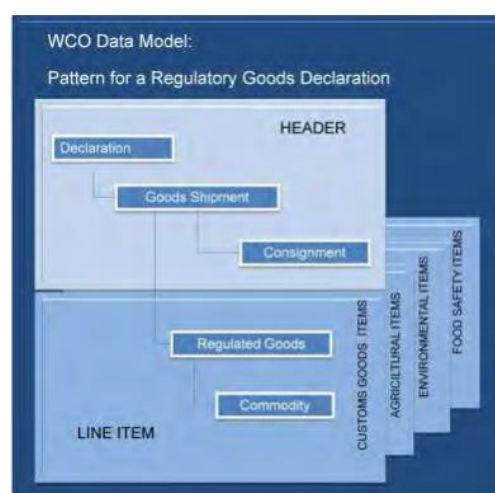 WCO Data Model:
Pattern for a Regulatory Goods Declaration
HEADER
Declaration
Goods Shipment
Consignment
Regulated Goods
Commodity
LINE ITEM
CUSTOMS GOODS ITEMS
AGRICILTURAL ITEMS
ENVIRONMENTAL ITEMS
FOOD SAFETY ITEMS